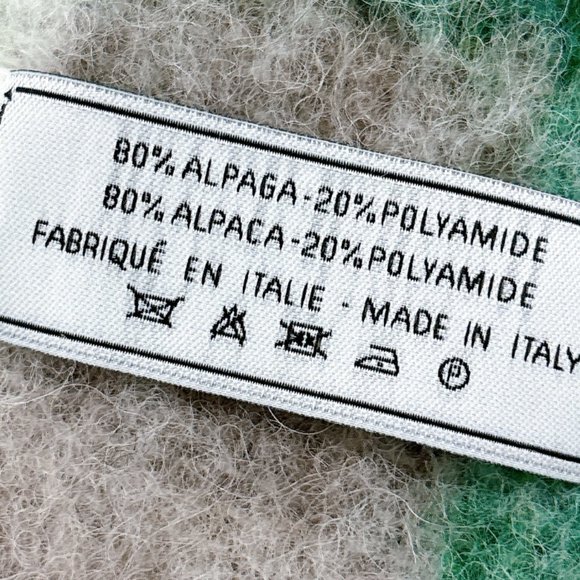 80% ALPAGA-20% POLYAMIDE
80% ALPACA-20% POLYAMIDE
FABRIQUÉ EN ITALIE - MADE IN ITALY
P